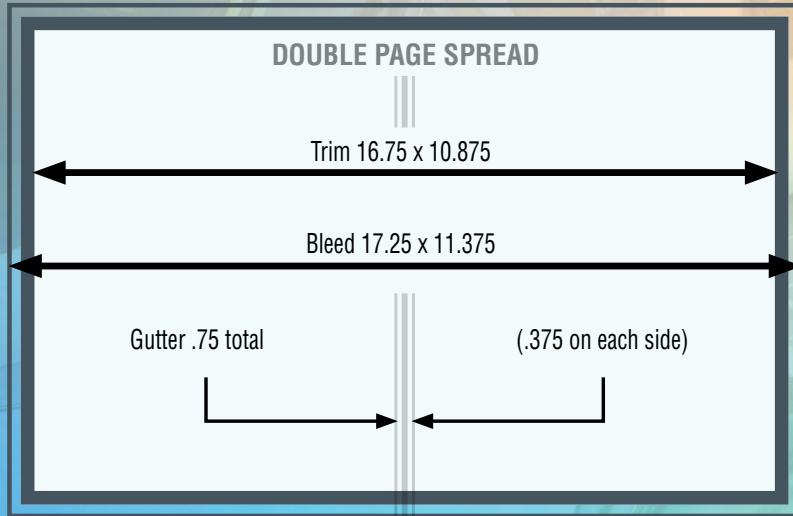 DOUBLE PAGE SPREAD
Trim 16.75 x 10.875
Bleed 17.25 x 11.375
Gutter .75 total
(.375 on each side)